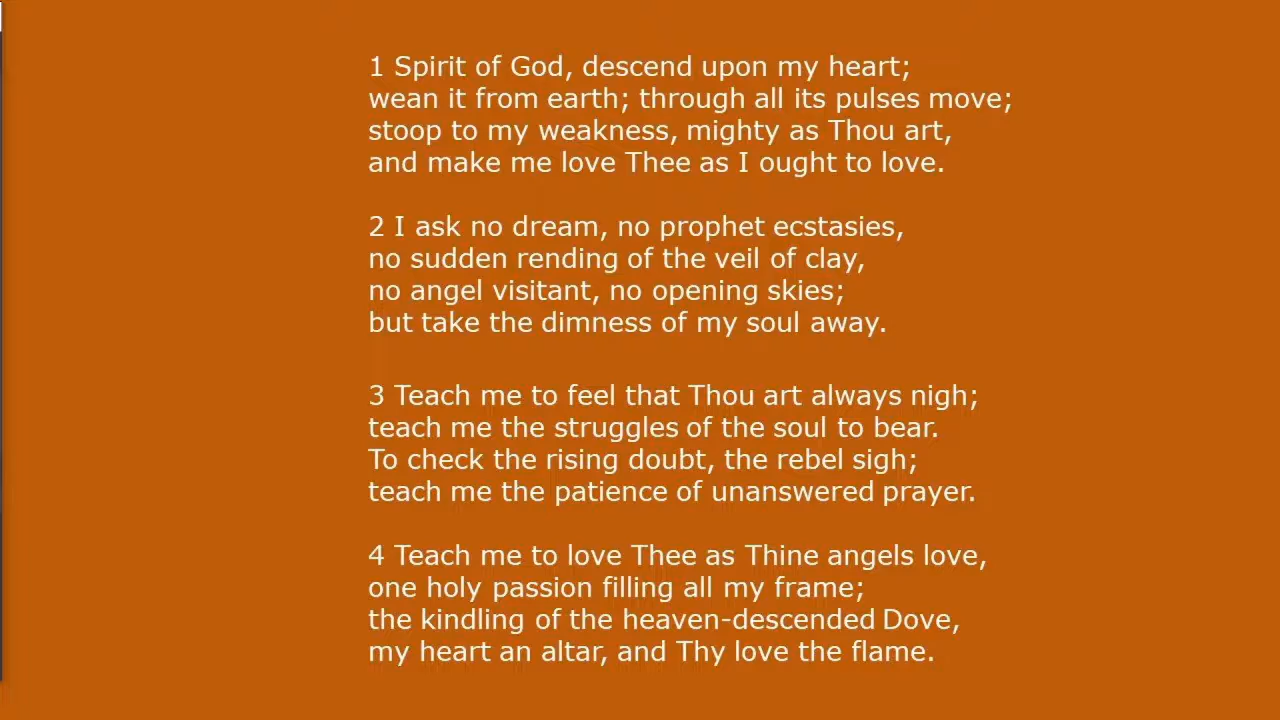 1 Spirit of God, descend upon my heart;
wean it from earth; through all its pulses move;
stoop to my weakness, mighty as Thou art,
and make me love Thee as I ought to love.
2 I ask no dream, no prophet ecstasies,
no sudden rending of the veil of clay,
no angel visitant, no opening skies;
but take the dimness of my soul away.
3 Teach me to feel that Thou art always nigh;
teach me the struggles of the soul to bear.
To check the rising doubt, the rebel sigh;
teach me the patience of unanswered prayer.
4 Teach me to love Thee as Thine angels love,
one holy passion filling all my frame;
the kindling of the heaven-descended Dove,
my heart an altar, and Thy love the flame.